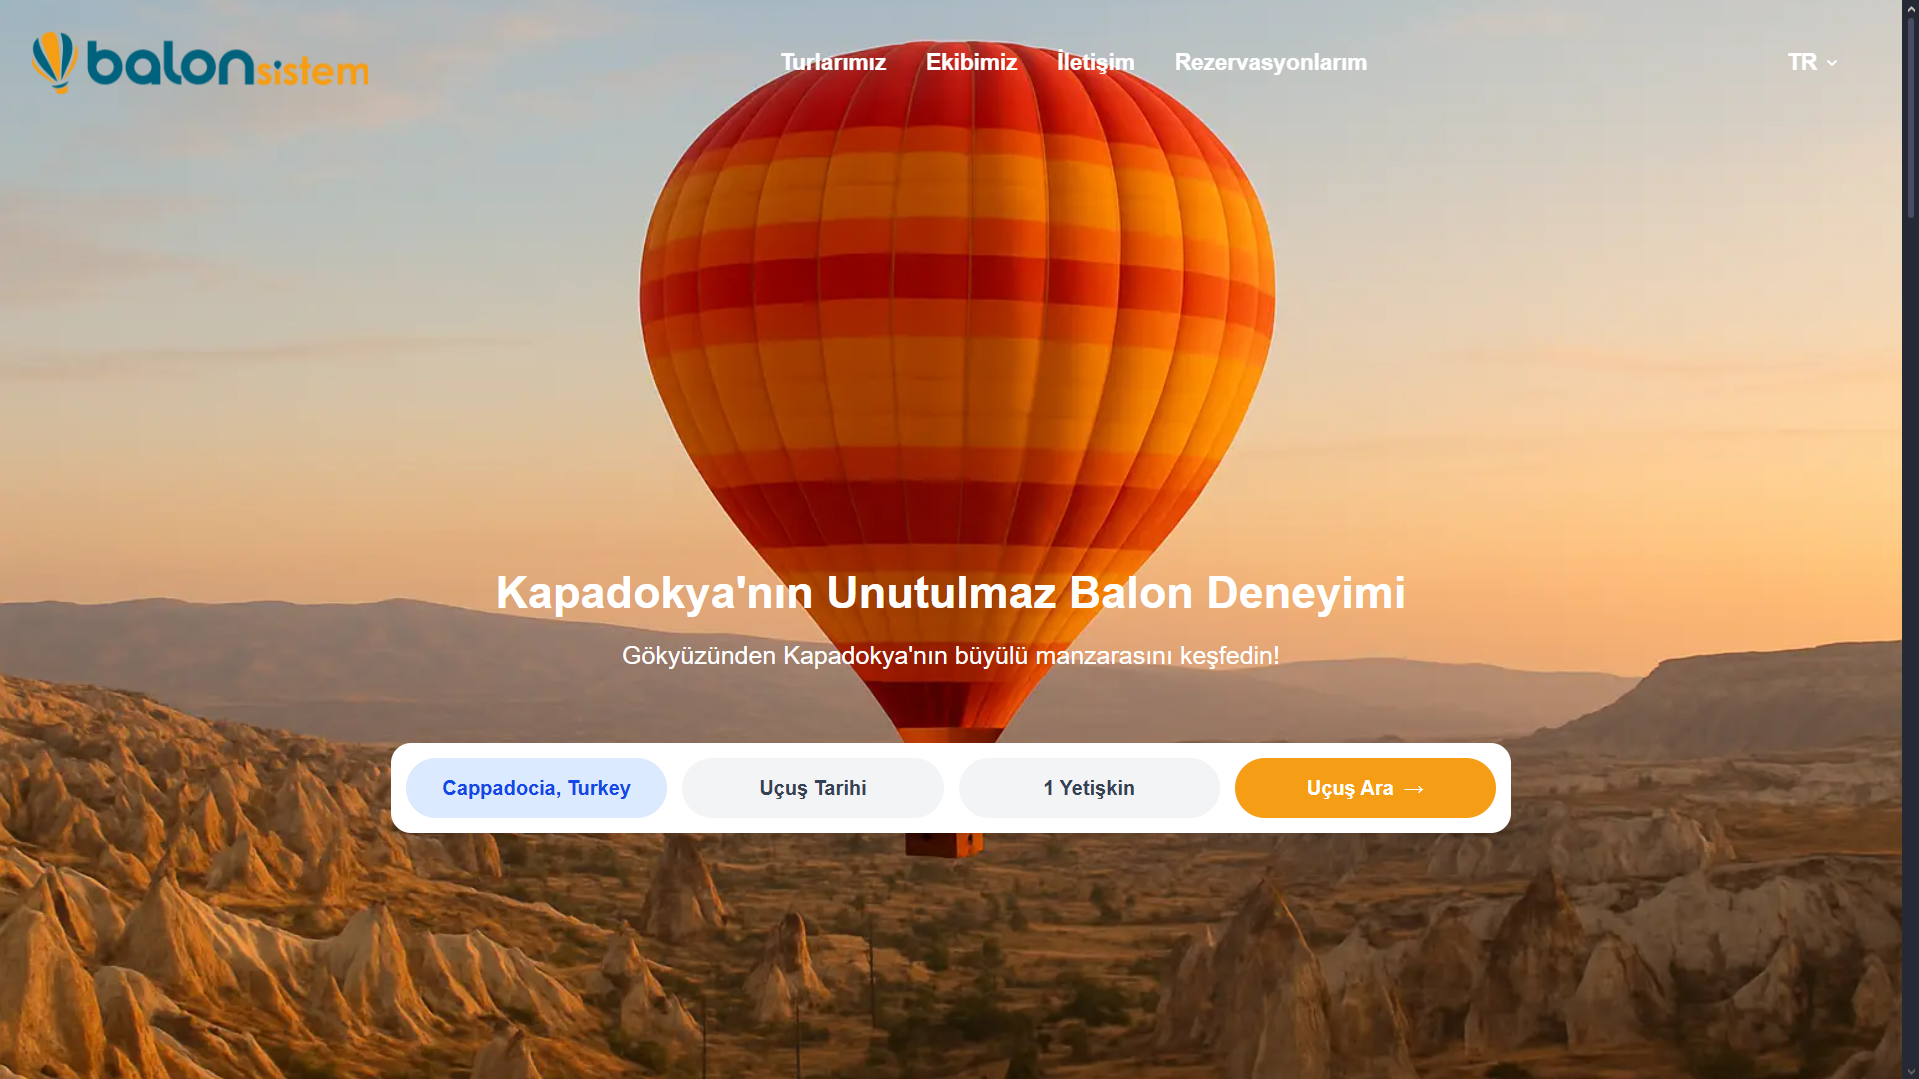 balonsistem
Turlarımız Ekibimiz İletişim Rezervasyonlarım TR
Kapadokya'nın Unutulmaz Balon Deneyimi
Gökyüzünden Kapadokya'nın büyülü manzarasını keşfedin!
Cappadocia, Turkey Uçuş Tarihi 1 Yetişkin Uçuş Ara →